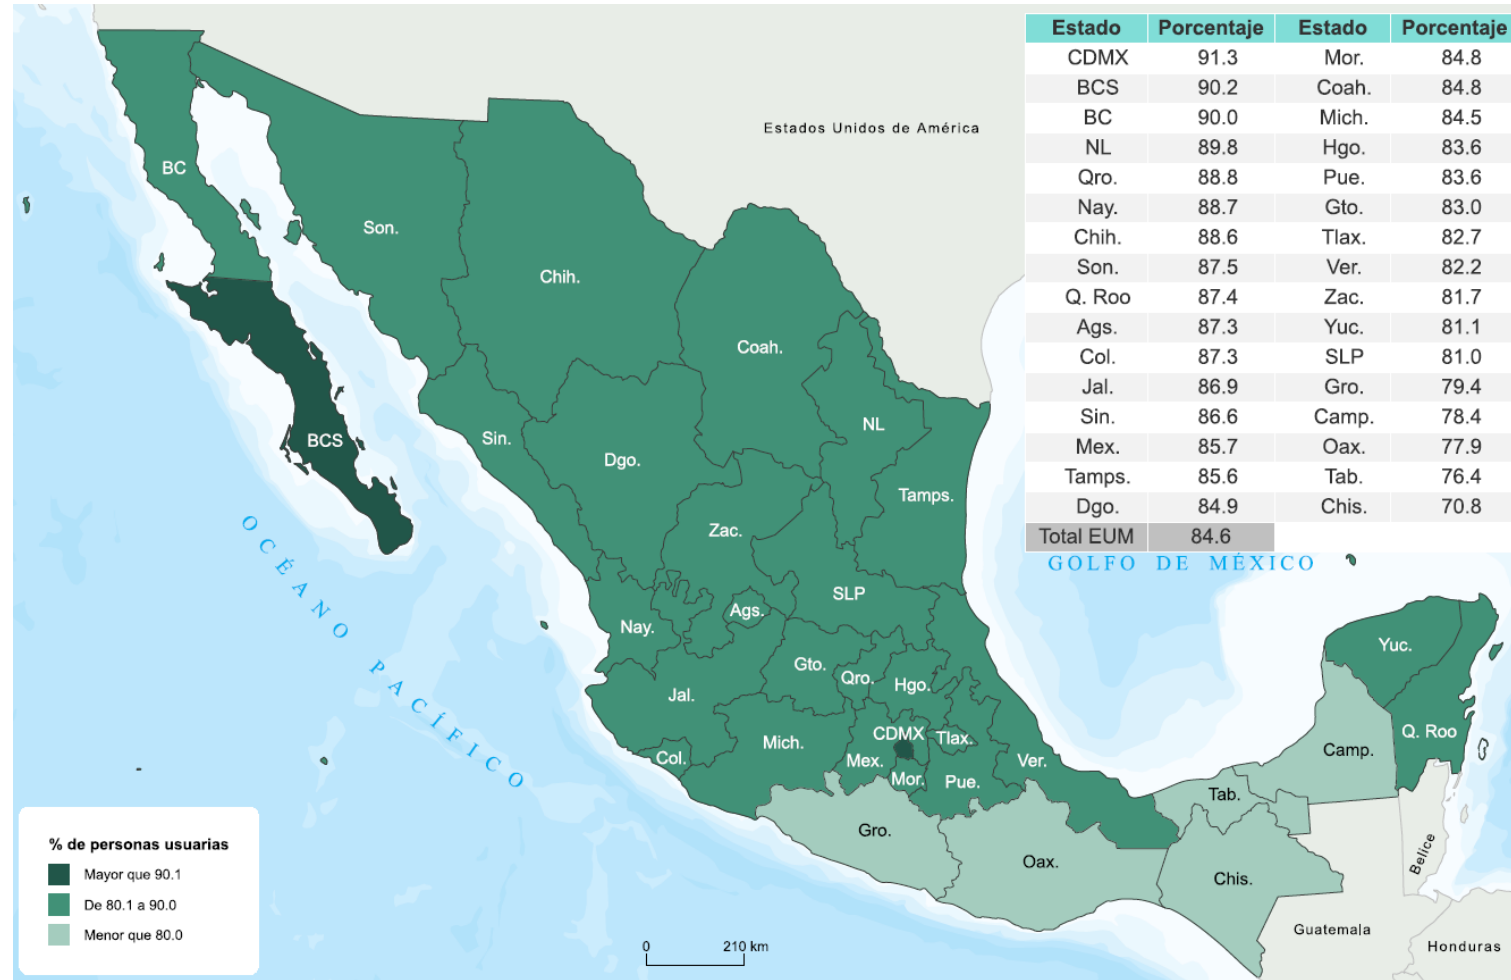 Estado Porcentaje Estado Porcentaje
CDMX 91.3 Mor. 84.8
BCS 90.2 Coah. 84.8
BC 90.0 Mich. 84.5
NL 89.8 Hgo. 83.6
Qro. 88.8 Pue. 83.6
Nay. 88.7 Gto. 83.0
Chih. 88.6 Tlax. 82.7
Son. 87.5 Ver. 82.2
Q. Roo 87.4 Zac. 81.7
Ags. 87.3 Yuc. 81.1
Col. 87.3 SLP 81.0
Jal. 86.9 Gro. 79.4
Sin. 86.6 Camp. 78.4
Mex. 85.7 Oax. 77.9
Tamps. 85.6 Tab. 76.4
Dgo. 84.9 Chis. 70.8
Total EUM 84.6
Estados Unidos de América
BC
Son.
Chih.
Coah.
BCS
Sin.
Dgo.
NL
Tamps.
Zac.
SLP
Ags.
Nay.
Jal.
Gto.
Qro.
Hgo.
Col.
Mich.
CDMX
Mex.
Mor.
Tlax.
Pue.
Ver.
Gro.
Oax.
Tab.
Chis.
Camp.
Yuc.
Q. Roo
Belice
Guatemala
Honduras
GOLFO DE MÉXICO
OCÉANO PACÍFICO
% de personas usuarias
Mayor que 90.1
De 80.1 a 90.0
Menor que 80.0
0 210 km